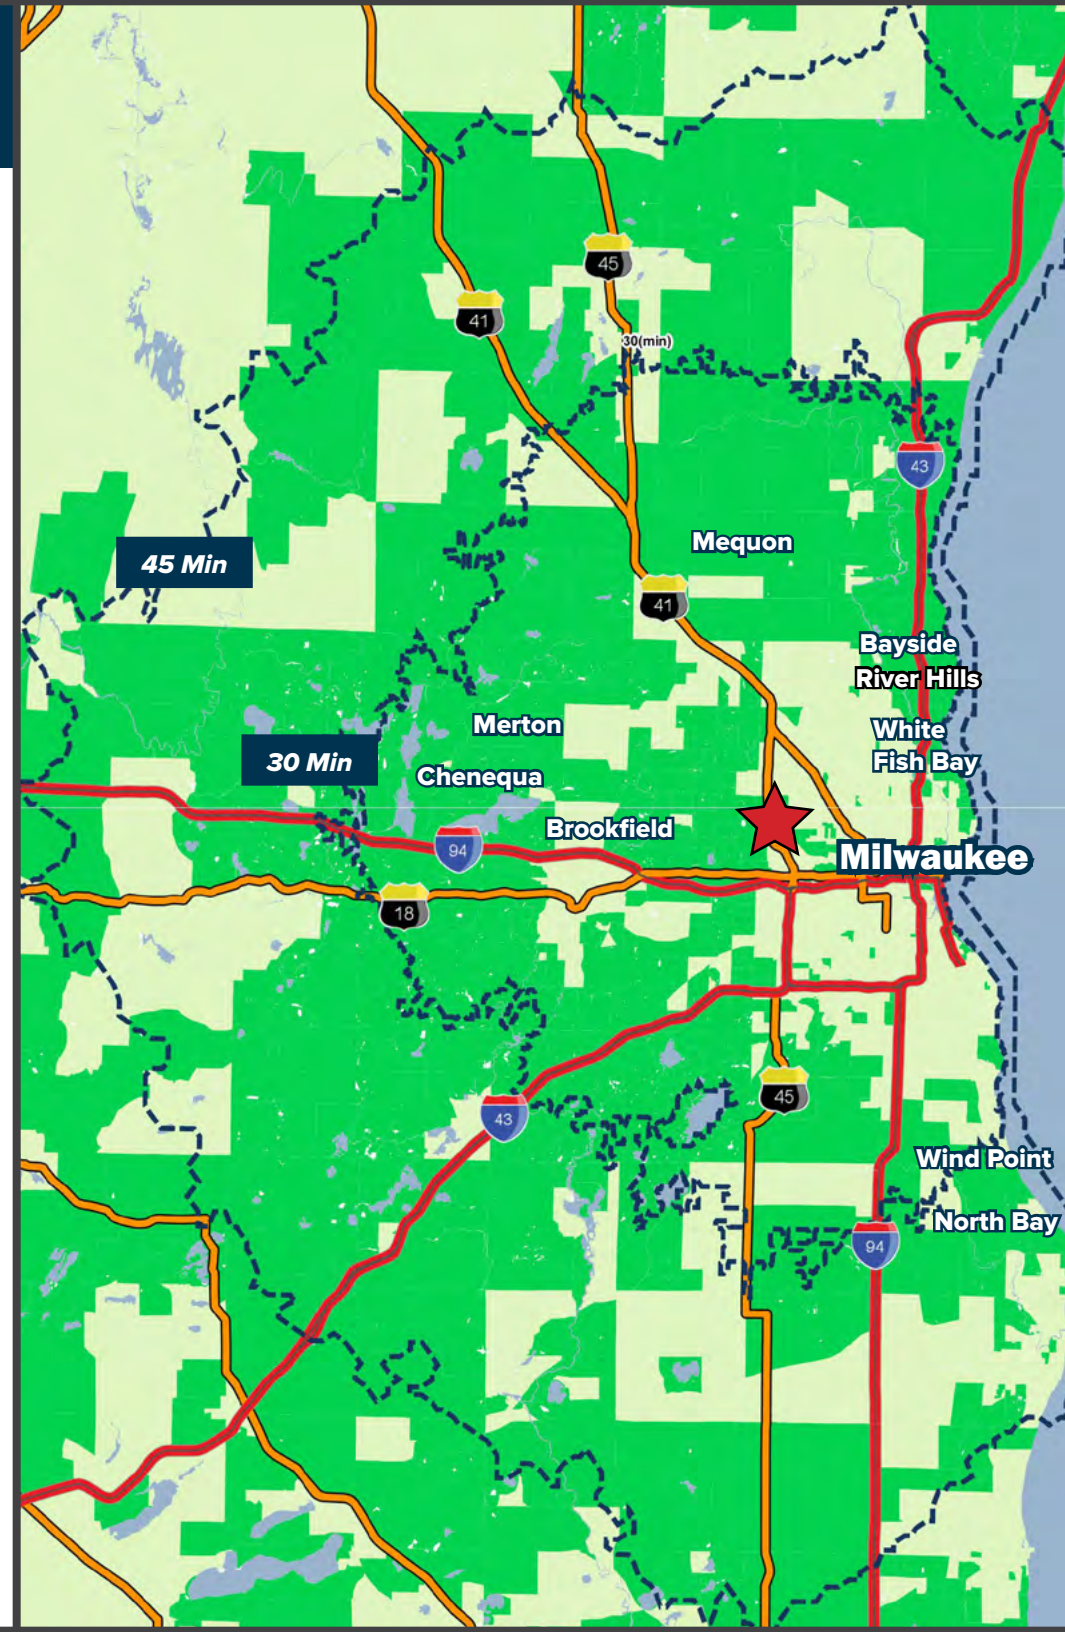 45
41
30(min)
43
Mequon
45 Min
41
Bayside
River Hills
Merton
White
Fish Bay
30 Min
Chenequa
Brookfield
94
Milwaukee
18
45
43
Wind Point
North Bay
94